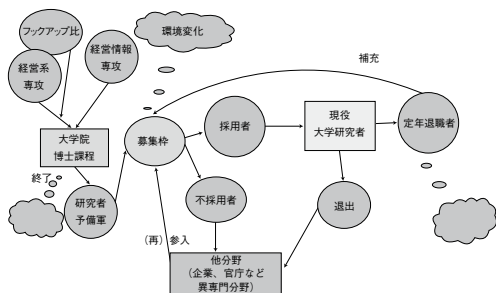 フックアップ比
経営系
専攻
経営情報
専攻
環境変化
補充
大学院
博士課程
募集枠
採用者
現役
大学研究者
定年退職者
終了
研究者
予備軍
不採用者
退出
(再)参入
他分野
(企業、官庁など
異専門分野)